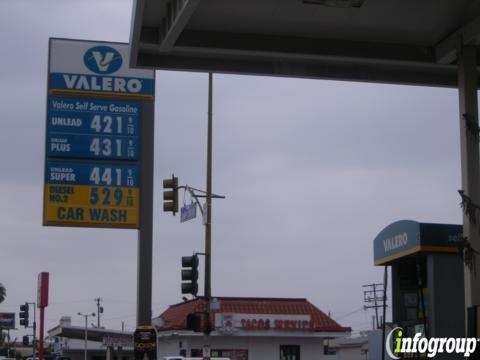 VALERO
Valero Self Serve Gasoline
UNLEAD 421 9/10
PLUS 431 9/10
UNLEAD SUPER 441 9/10
DIESEL NO.2 529 9/10
CAR WASH
VALERO
TACOS MEXICO
infogroup